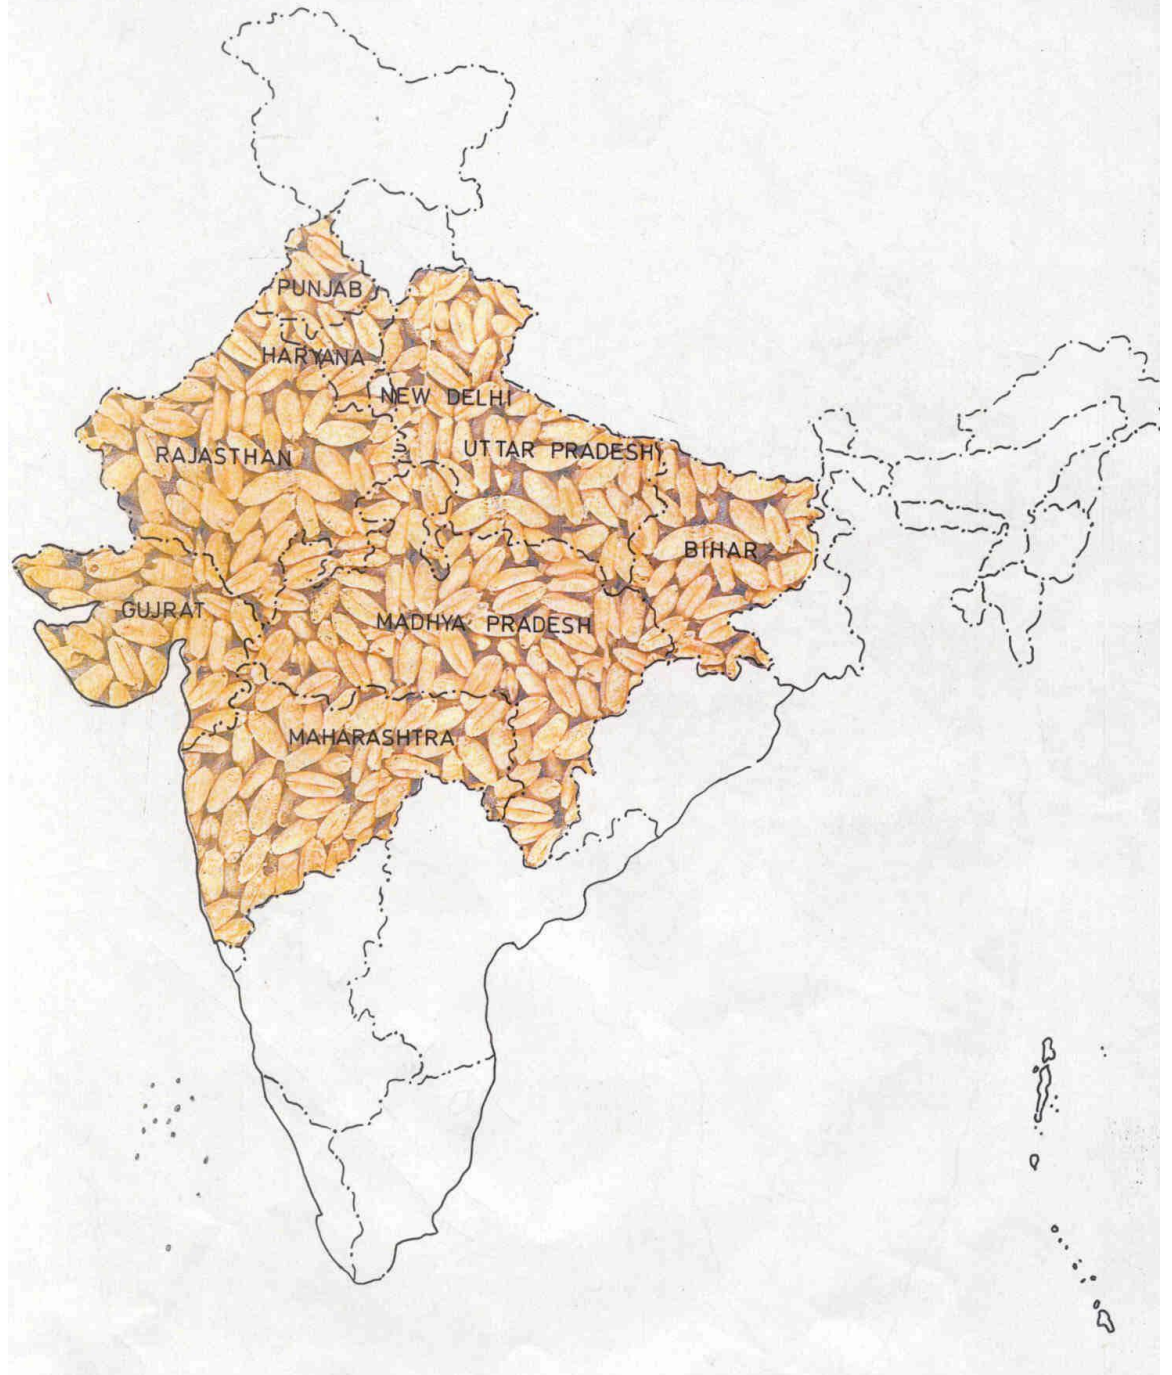 PUNJAB
HARYANA
NEW DELHI
RAJASTHAN
UTTAR PRADESH
BIHAR
GUJRAT
MADHYA PRADESH
MAHARASHTRA